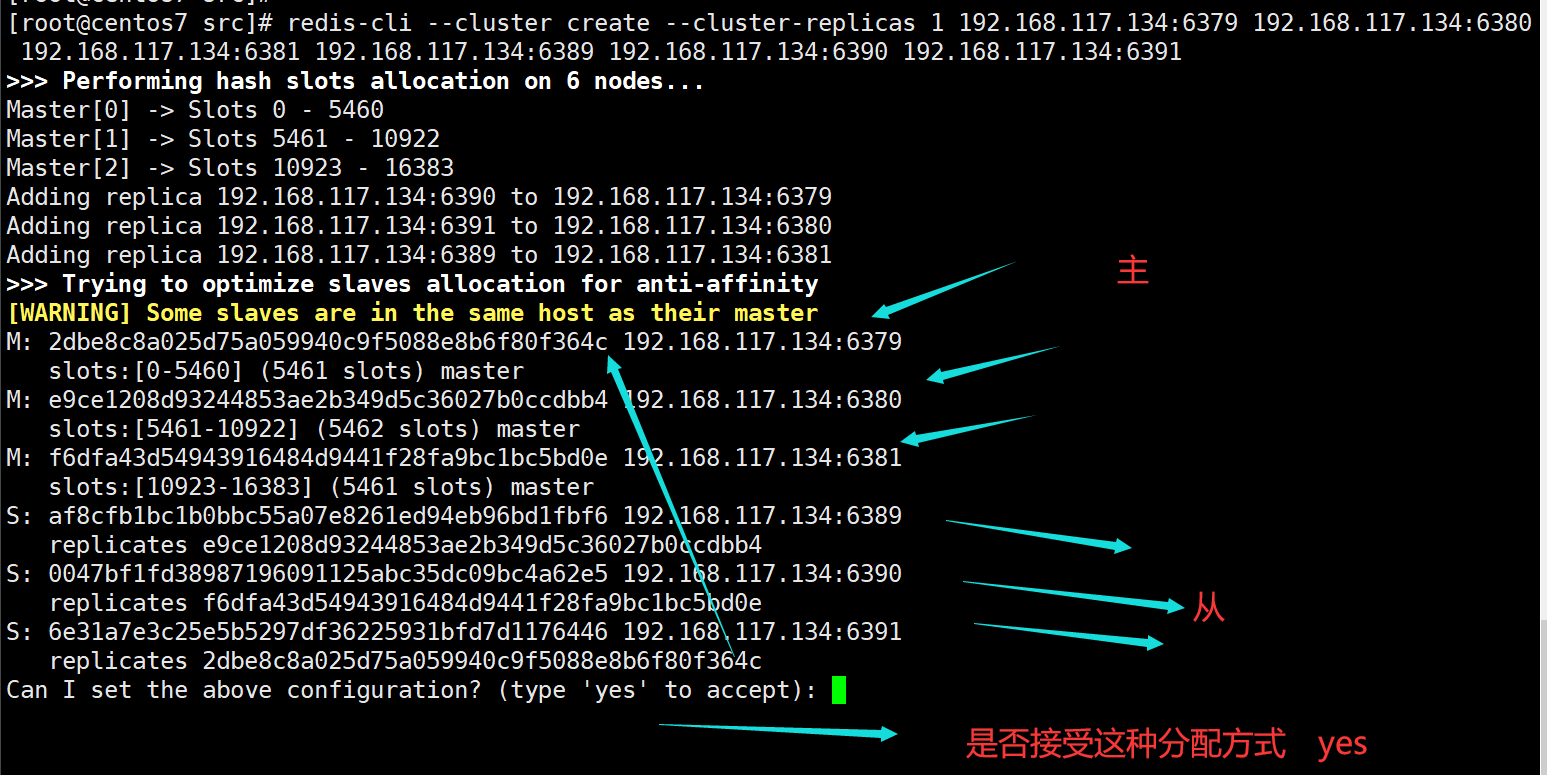 [root@centos7 src]#
[root@centos7 src]# redis-cli --cluster create --cluster-replicas 1 192.168.117.134:6379 192.168.117.134:6380
192.168.117.134:6381 192.168.117.134:6389 192.168.117.134:6390 192.168.117.134:6391
>>> Performing hash slots allocation on 6 nodes...
Master[0] -> Slots 0 - 5460
Master[1] -> Slots 5461 - 10922
Master[2] -> Slots 10923 - 16383
Adding replica 192.168.117.134:6390 to 192.168.117.134:6379
Adding replica 192.168.117.134:6391 to 192.168.117.134:6380
Adding replica 192.168.117.134:6389 to 192.168.117.134:6381
主
>>> Trying to optimize slaves allocation for anti-affinity
[WARNING] Some slaves are in the same host as their master
M: 2dbe8c8a025d75a059940c9f5088e8b6f80f364c 192.168.117.134:6379
slots:[0-5460] (5461 slots) master
M: e9ce1208d93244853ae2b349d5c36027b0ccdbb4 192.168.117.134:6380
slots:[5461-10922] (5462 slots) master
M: f6dfa43d54943916484d9441f28fa9bc1bc5bd0e 192.168.117.134:6381
slots:[10923-16383] (5461 slots) master
S: af8cfb1bc1b0bbc55a07e8261ed94eb96bd1fbf6 192.168.117.134:6389
replicates e9ce1208d93244853ae2b349d5c36027b0ccdbb4
S: 0047bf1fd38987196091125abc35dc09bc4a62e5 192.168.117.134:6390
replicates f6dfa43d54943916484d9441f28fa9bc1bc5bd0e
从
S: 6e31a7e3c25e5b5297df36225931bfd7d1176446 192.168.117.134:6391
replicates 2dbe8c8a025d75a059940c9f5088e8b6f80f364c
Can I set the above configuration? (type 'yes' to accept):
是否接受这种分配方式 yes